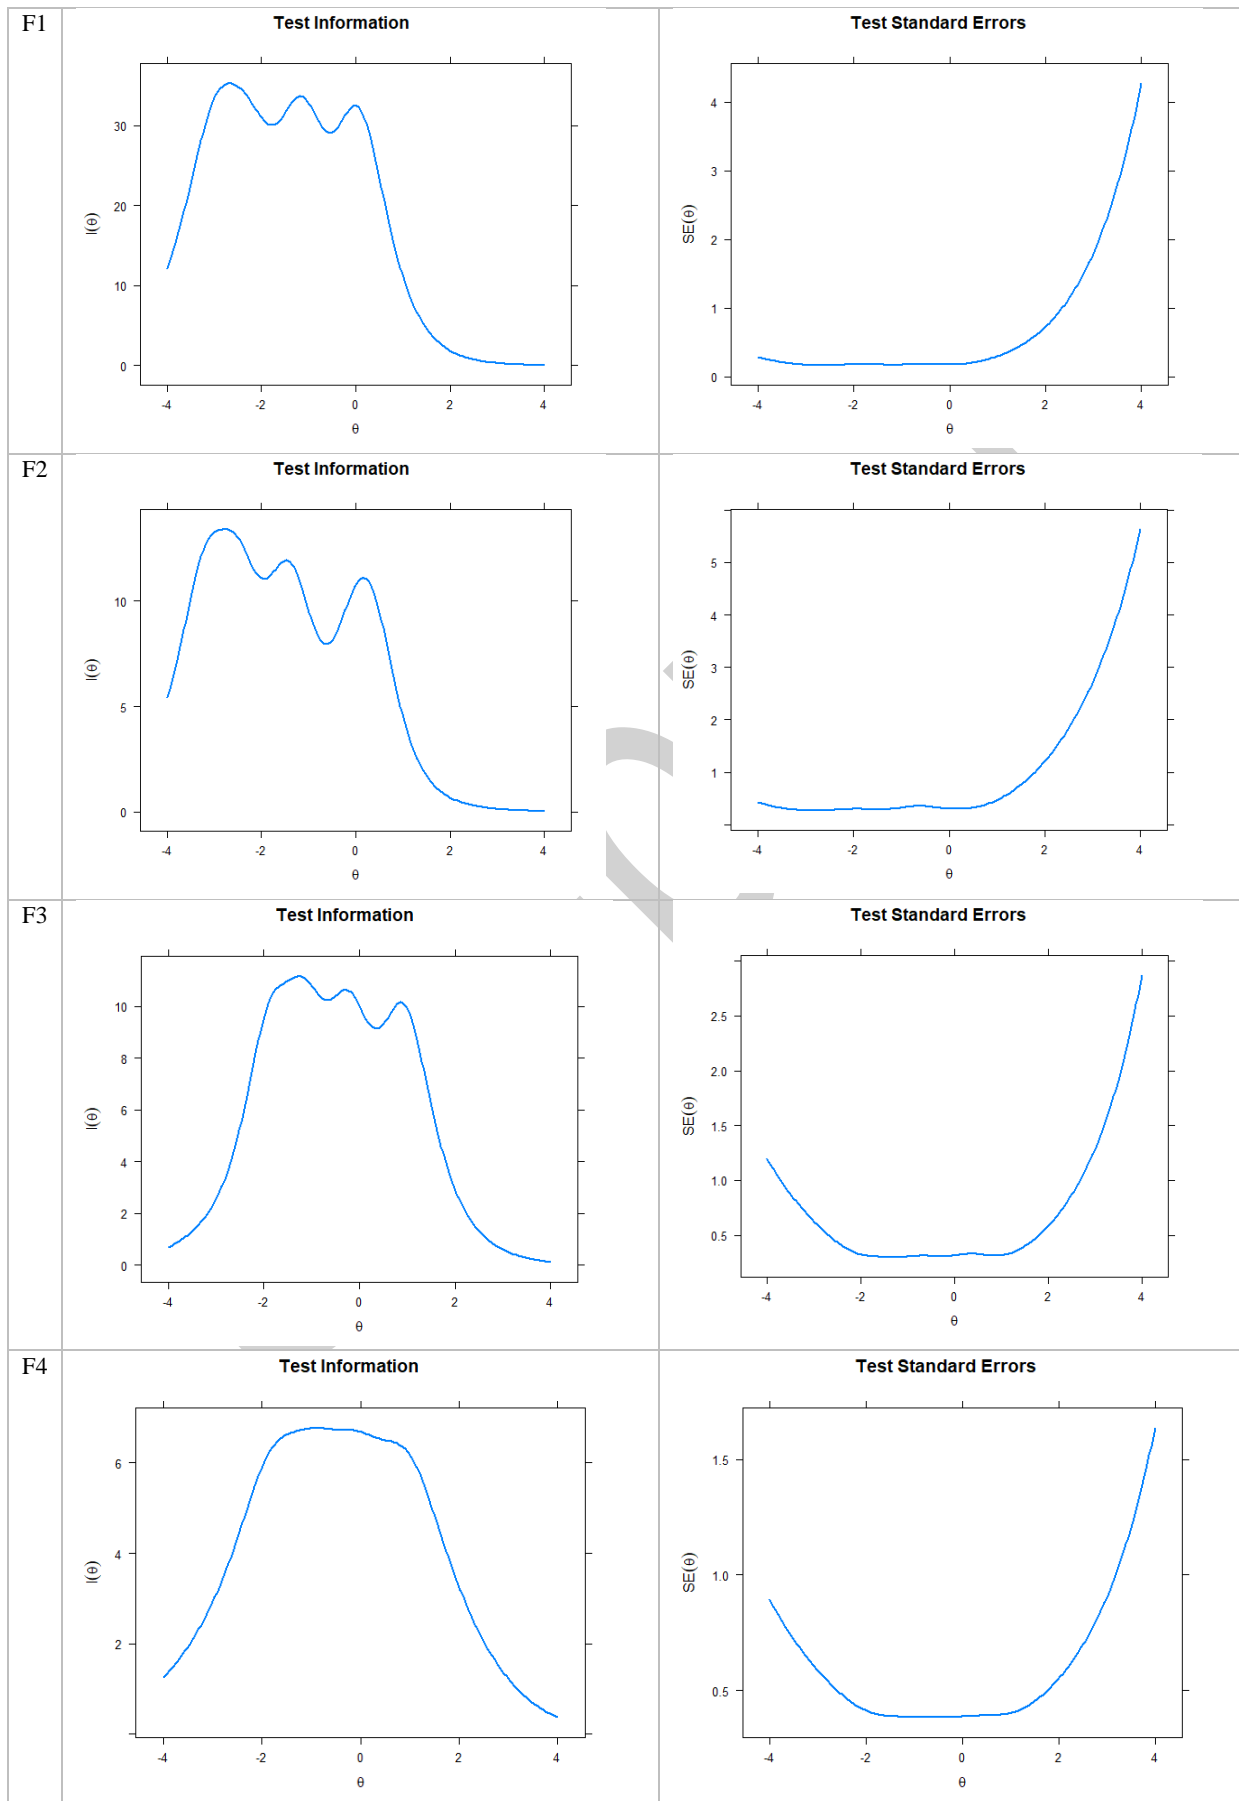 F1
Test Information
Test Standard Errors
I(θ)
30
20
10
0
-4 -2 0 2 4
θ
SE(θ)
4
3
2
1
0
-4 -2 0 2 4
θ
F2
Test Information
Test Standard Errors
I(θ)
10
5
0
-4 -2 0 2 4
θ
SE(θ)
5
4
3
2
1
-4 -2 0 2 4
θ
F3
Test Information
Test Standard Errors
I(θ)
10
8
6
4
2
0
-4 -2 0 2 4
θ
SE(θ)
2.5
2.0
1.5
1.0
0.5
-4 -2 0 2 4
θ
F4
Test Information
Test Standard Errors
I(θ)
6
4
2
-4 -2 0 2 4
θ
SE(θ)
1.5
1.0
0.5
-4 -2 0 2 4
θ